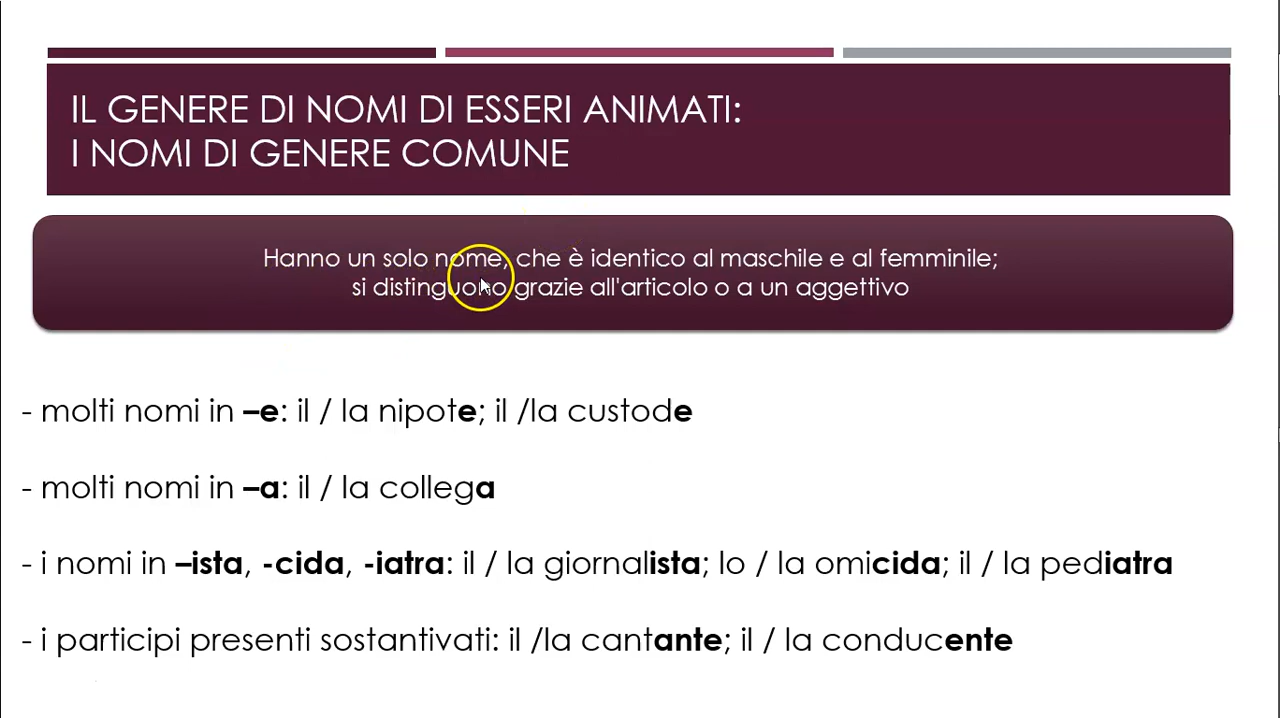 IL GENERE DI NOMI DI ESSERI ANIMATI:
I NOMI DI GENERE COMUNE
Hanno un solo nome, che è identico al maschile e al femminile;
si distinguono grazie all'articolo o a un aggettivo
- molti nomi in –e: il / la nipote; il /la custode
- molti nomi in –a: il / la collega
- i nomi in –ista, -cida, -iatra: il / la giornalista; lo / la omicida; il / la pediatra
- i participi presenti sostantivati: il /la cantante; il / la conducente